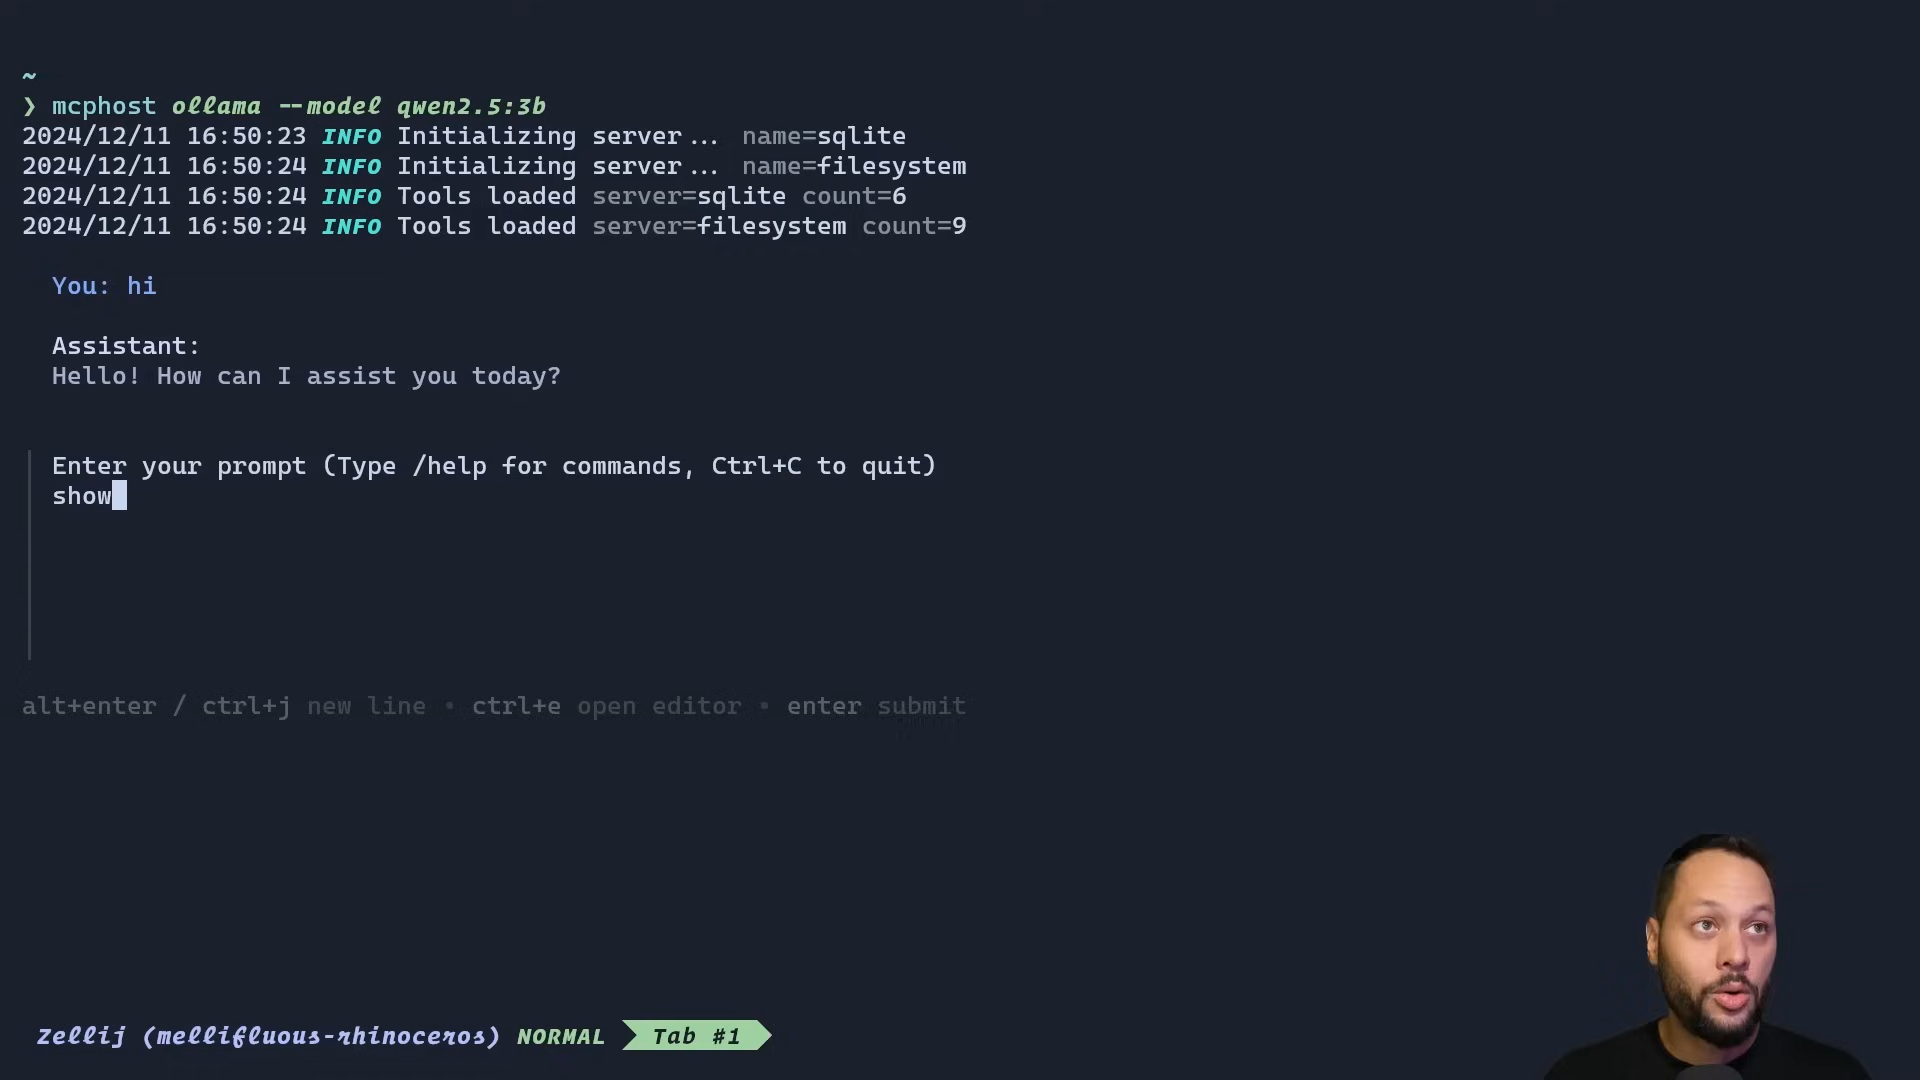 ~
❯ mcphost ollama --model qwen2.5:3b
2024/12/11 16:50:23 INFO Initializing server... name=sqlite
2024/12/11 16:50:24 INFO Initializing server... name=filesystem
2024/12/11 16:50:24 INFO Tools loaded server=sqlite count=6
2024/12/11 16:50:24 INFO Tools loaded server=filesystem count=9
You: hi
Assistant:
Hello! How can I assist you today?
Enter your prompt (Type /help for commands, Ctrl+C to quit)
show
alt+enter / ctrl+j new line • ctrl+e open editor • enter submit
Zellij (mellifluous-rhinoceros) NORMAL Tab #1